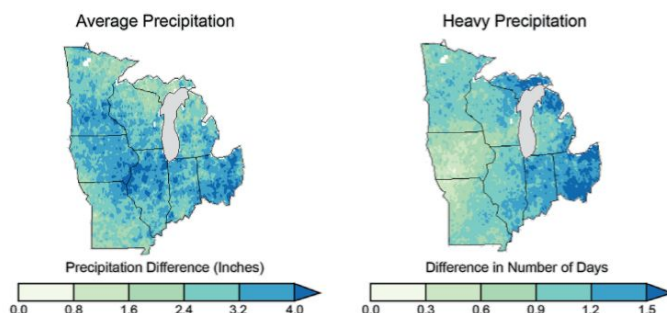 Average Precipitation
Heavy Precipitation
Precipitation Difference (Inches)
0.0 0.8 1.6 2.4 3.2 4.0
Difference in Number of Days
0.0 0.3 0.6 0.9 1.2 1.5